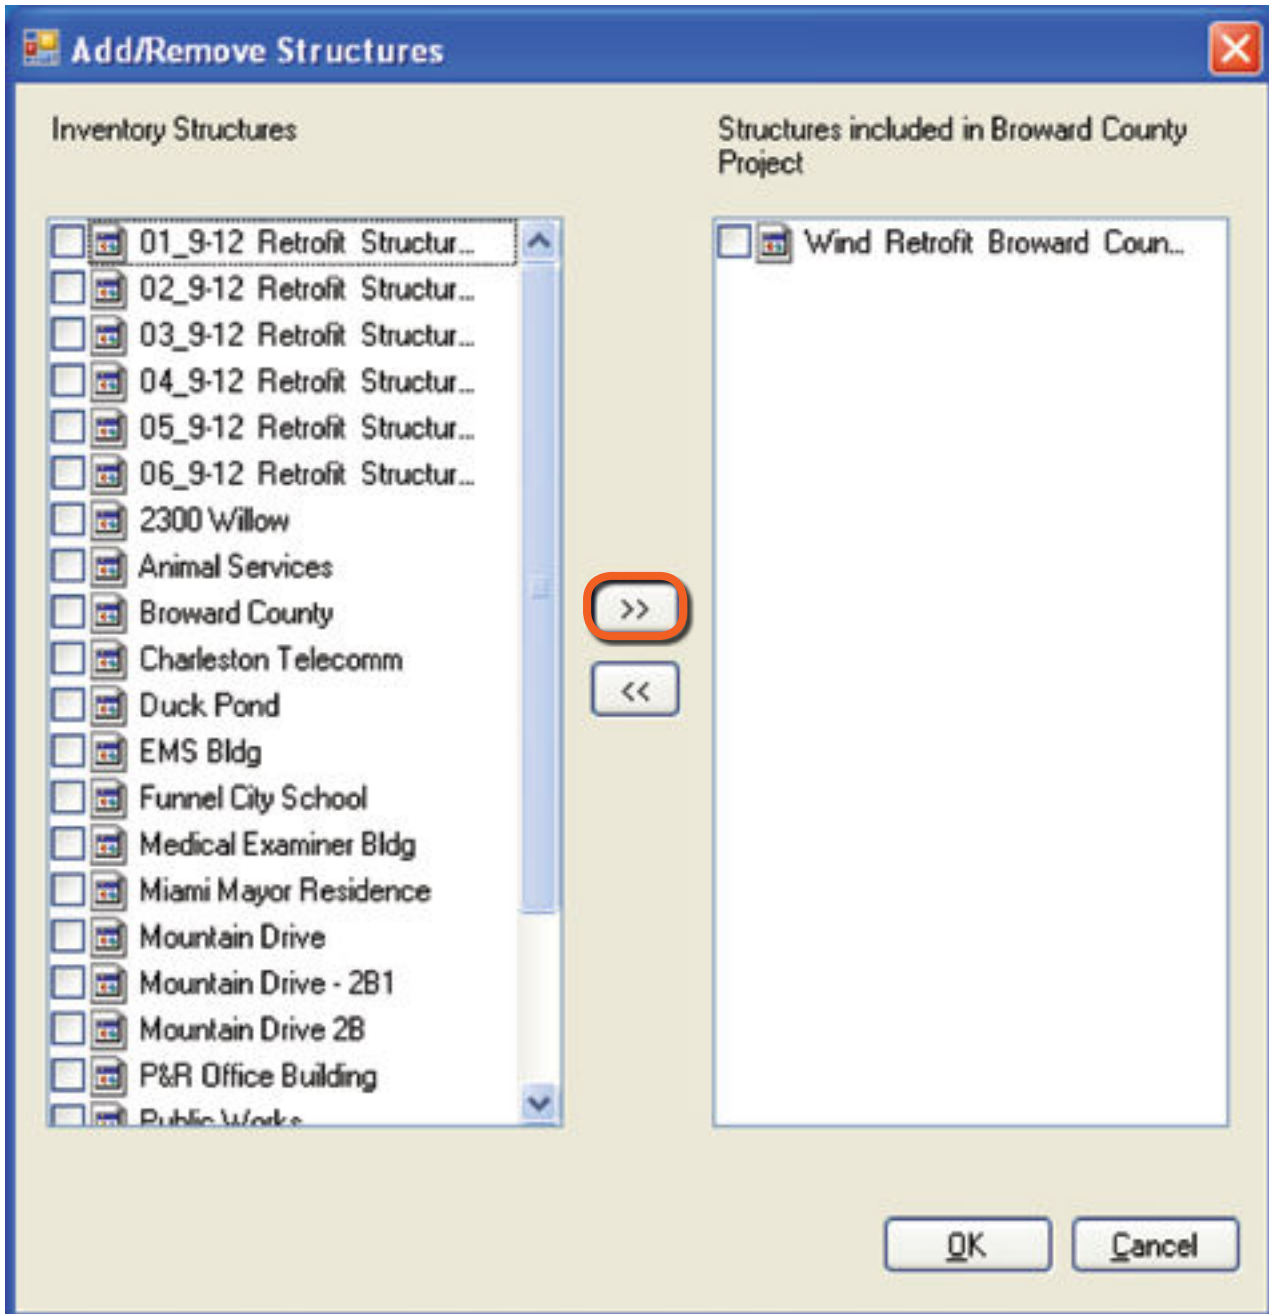 Add/Remove Structures
Inventory Structures
01_9-12 Retrofit Structur...
02_9-12 Retrofit Structur...
03_9-12 Retrofit Structur...
04_9-12 Retrofit Structur...
05_9-12 Retrofit Structur...
06_9-12 Retrofit Structur...
2300 Willow
Animal Services
Broward County
Charleston Telecomm
Duck Pond
EMS Bldg
Funnel City School
Medical Examiner Bldg
Miami Mayor Residence
Mountain Drive
Mountain Drive - 2B1
Mountain Drive 2B
P&R Office Building
Public Works
>>
<<
Structures included in Broward County
Project
Wind Retrofit Broward Coun...
OK
Cancel